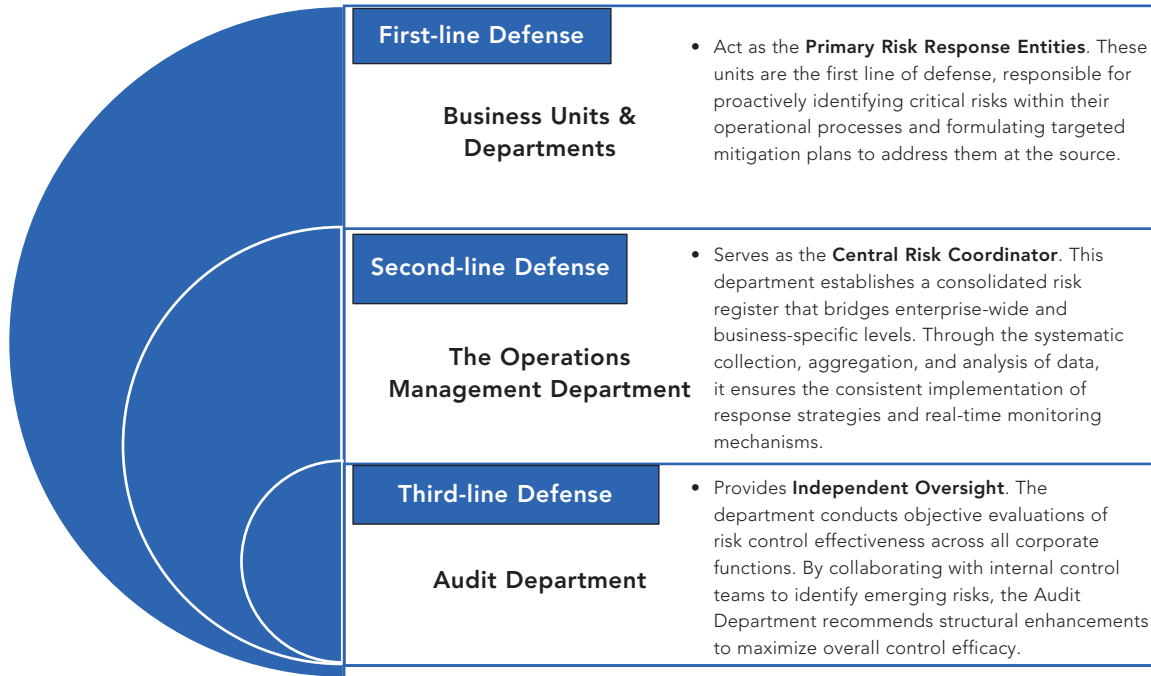 First-line Defense
Business Units &
Departments
• Act as the Primary Risk Response Entities. These
units are the first line of defense, responsible for
proactively identifying critical risks within their
operational processes and formulating targeted
mitigation plans to address them at the source.
Second-line Defense
The Operations
Management Department
• Serves as the Central Risk Coordinator. This
department establishes a consolidated risk
register that bridges enterprise-wide and
business-specific levels. Through the systematic
collection, aggregation, and analysis of data,
it ensures the consistent implementation of
response strategies and real-time monitoring
mechanisms.
Third-line Defense
Audit Department
• Provides Independent Oversight. The
department conducts objective evaluations of
risk control effectiveness across all corporate
functions. By collaborating with internal control
teams to identify emerging risks, the Audit
Department recommends structural enhancements
to maximize overall control efficacy.